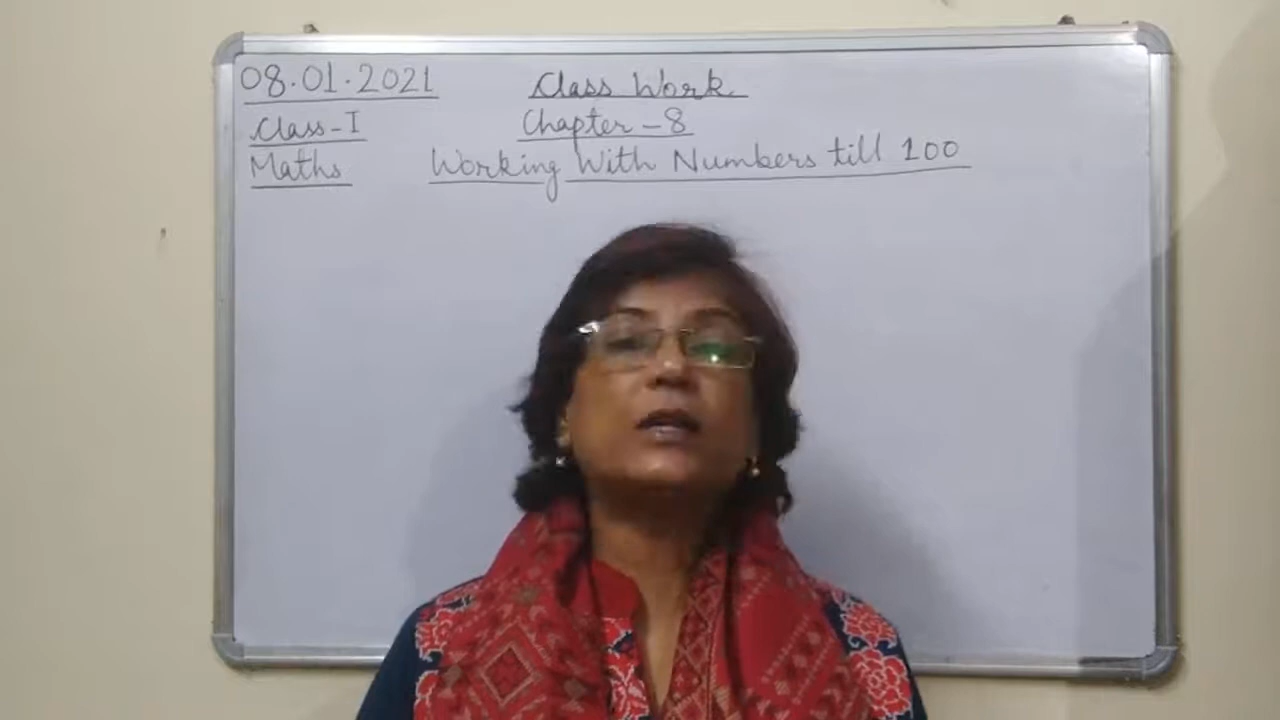 08.01.2021 Class Work
Class-I Chapter-8
Maths Working With Numbers till 100